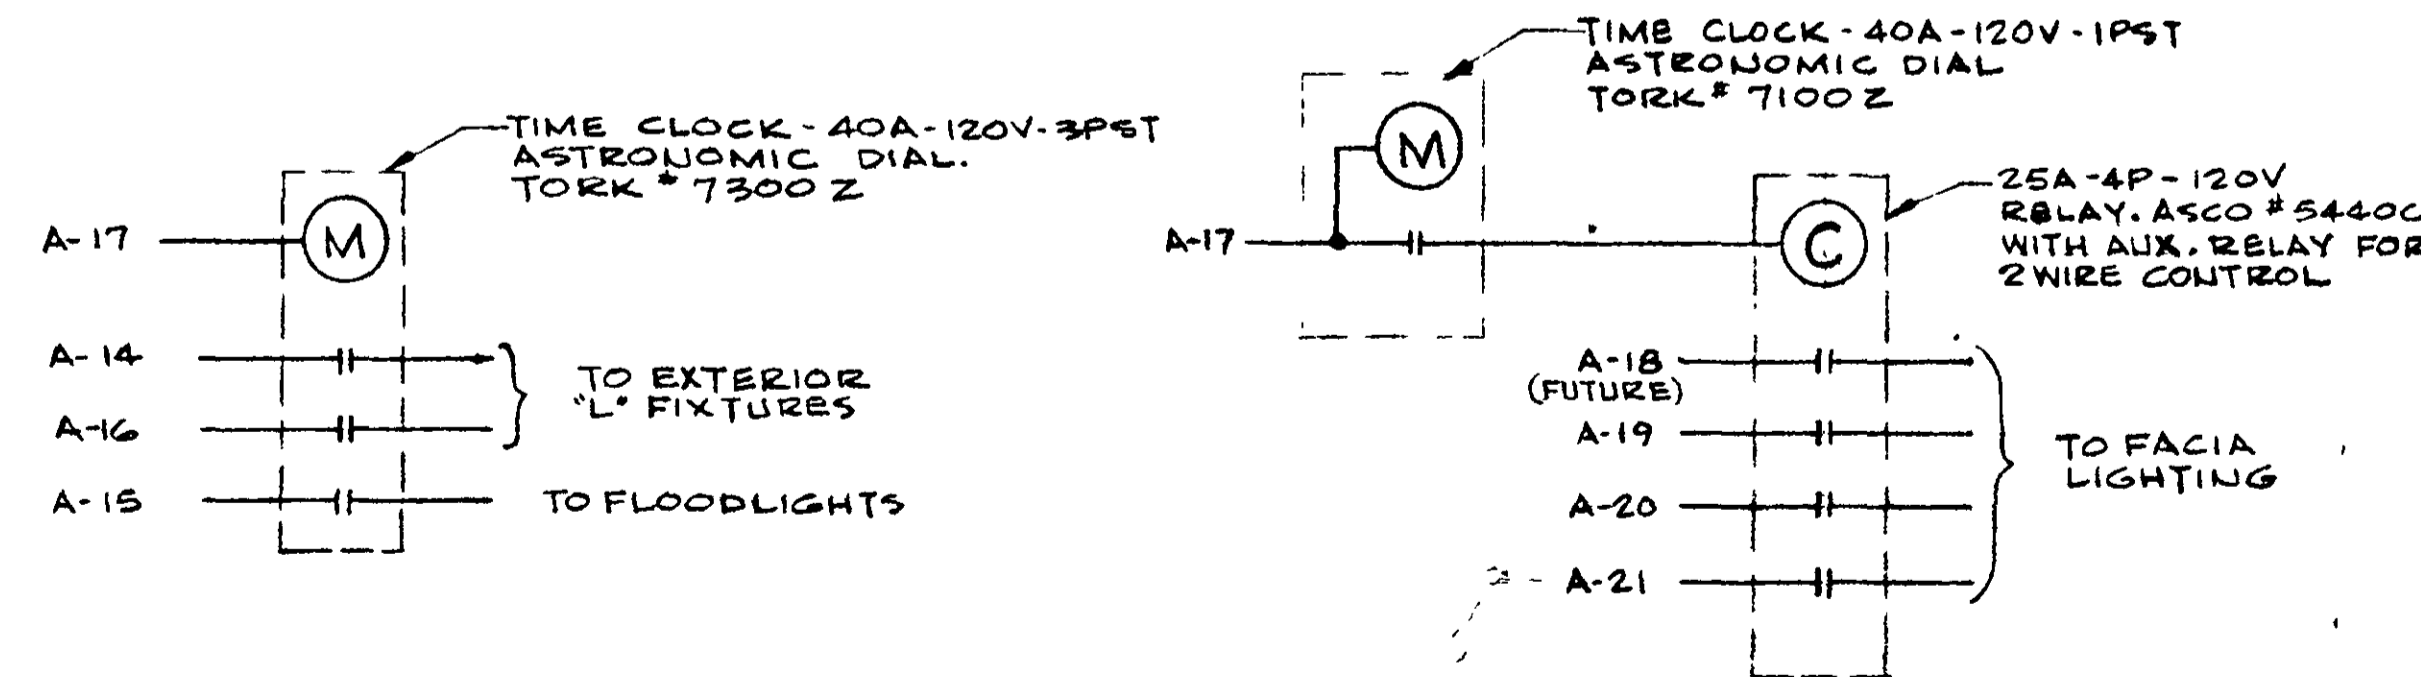 TIME CLOCK - 40A - 120V - 3PST
ASTRONOMIC DIAL.
TORK # 7300 Z
A-17
M
A-14
A-16
A-15
TO EXTERIOR
"L" FIXTURES
TO FLOODLIGHTS
TIME CLOCK - 40A - 120V - 1PST
ASTRONOMIC DIAL
TORK # 7100 Z
M
A-17
25A - 4P - 120V
RELAY. ASCO # 5440C
WITH AUX. RELAY FOR
2 WIRE CONTROL
C
A-18
(FUTURE)
A-19
A-20
A-21
TO FACIA
LIGHTING